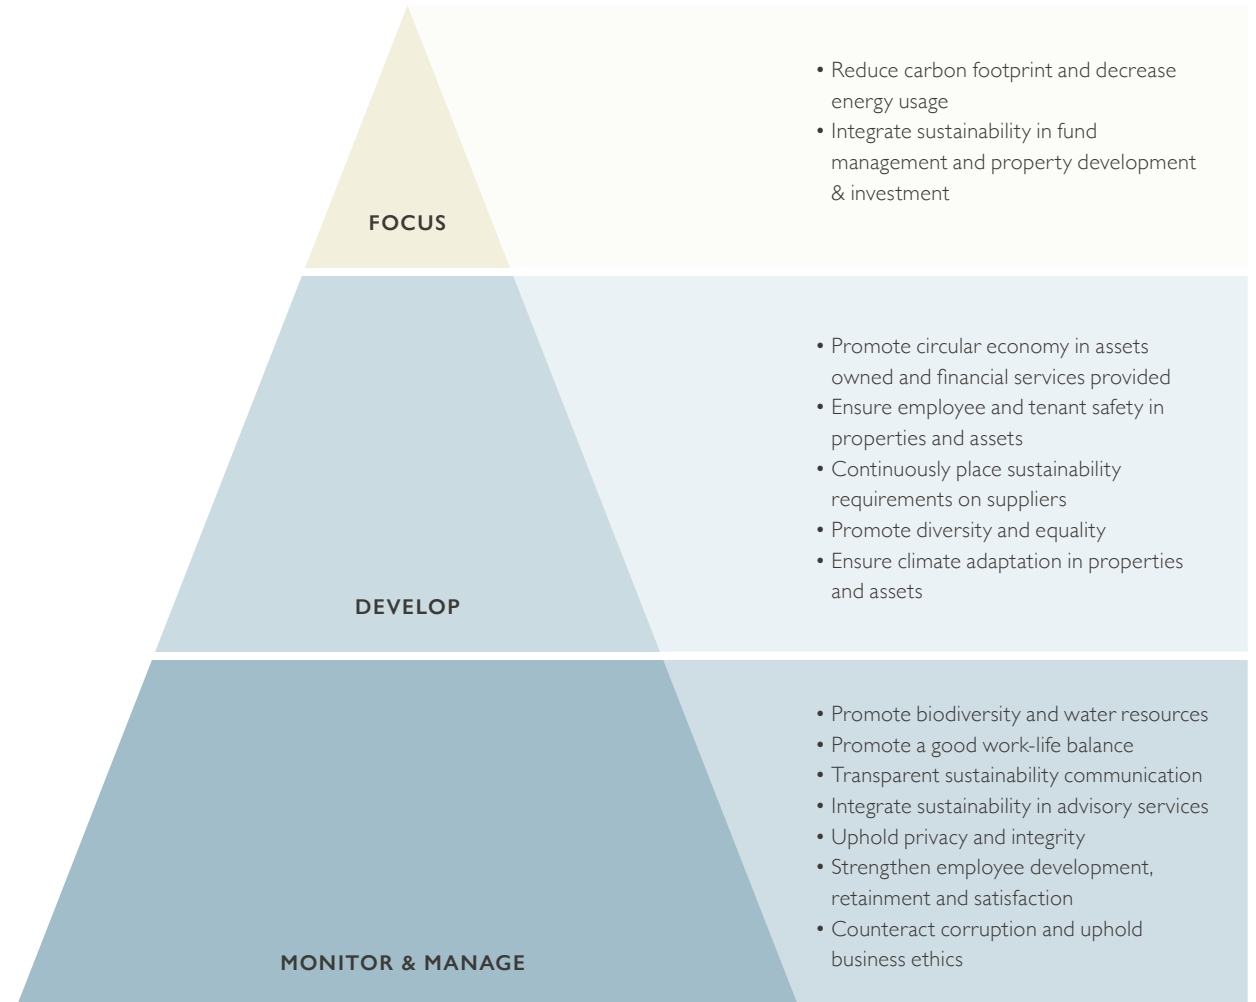 • Reduce carbon footprint and decrease
energy usage
• Integrate sustainability in fund
management and property development
& investment
FOCUS
• Promote circular economy in assets
owned and financial services provided
• Ensure employee and tenant safety in
properties and assets
• Continuously place sustainability
requirements on suppliers
• Promote diversity and equality
• Ensure climate adaptation in properties
and assets
DEVELOP
• Promote biodiversity and water resources
• Promote a good work-life balance
• Transparent sustainability communication
• Integrate sustainability in advisory services
• Uphold privacy and integrity
• Strengthen employee development,
retainment and satisfaction
• Counteract corruption and uphold
business ethics
MONITOR & MANAGE